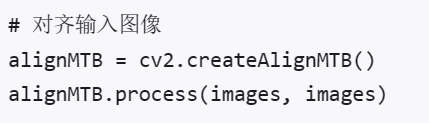 # 对齐输入图像
alignMTB = cv2.createAlignMTB()
alignMTB.process(images, images)